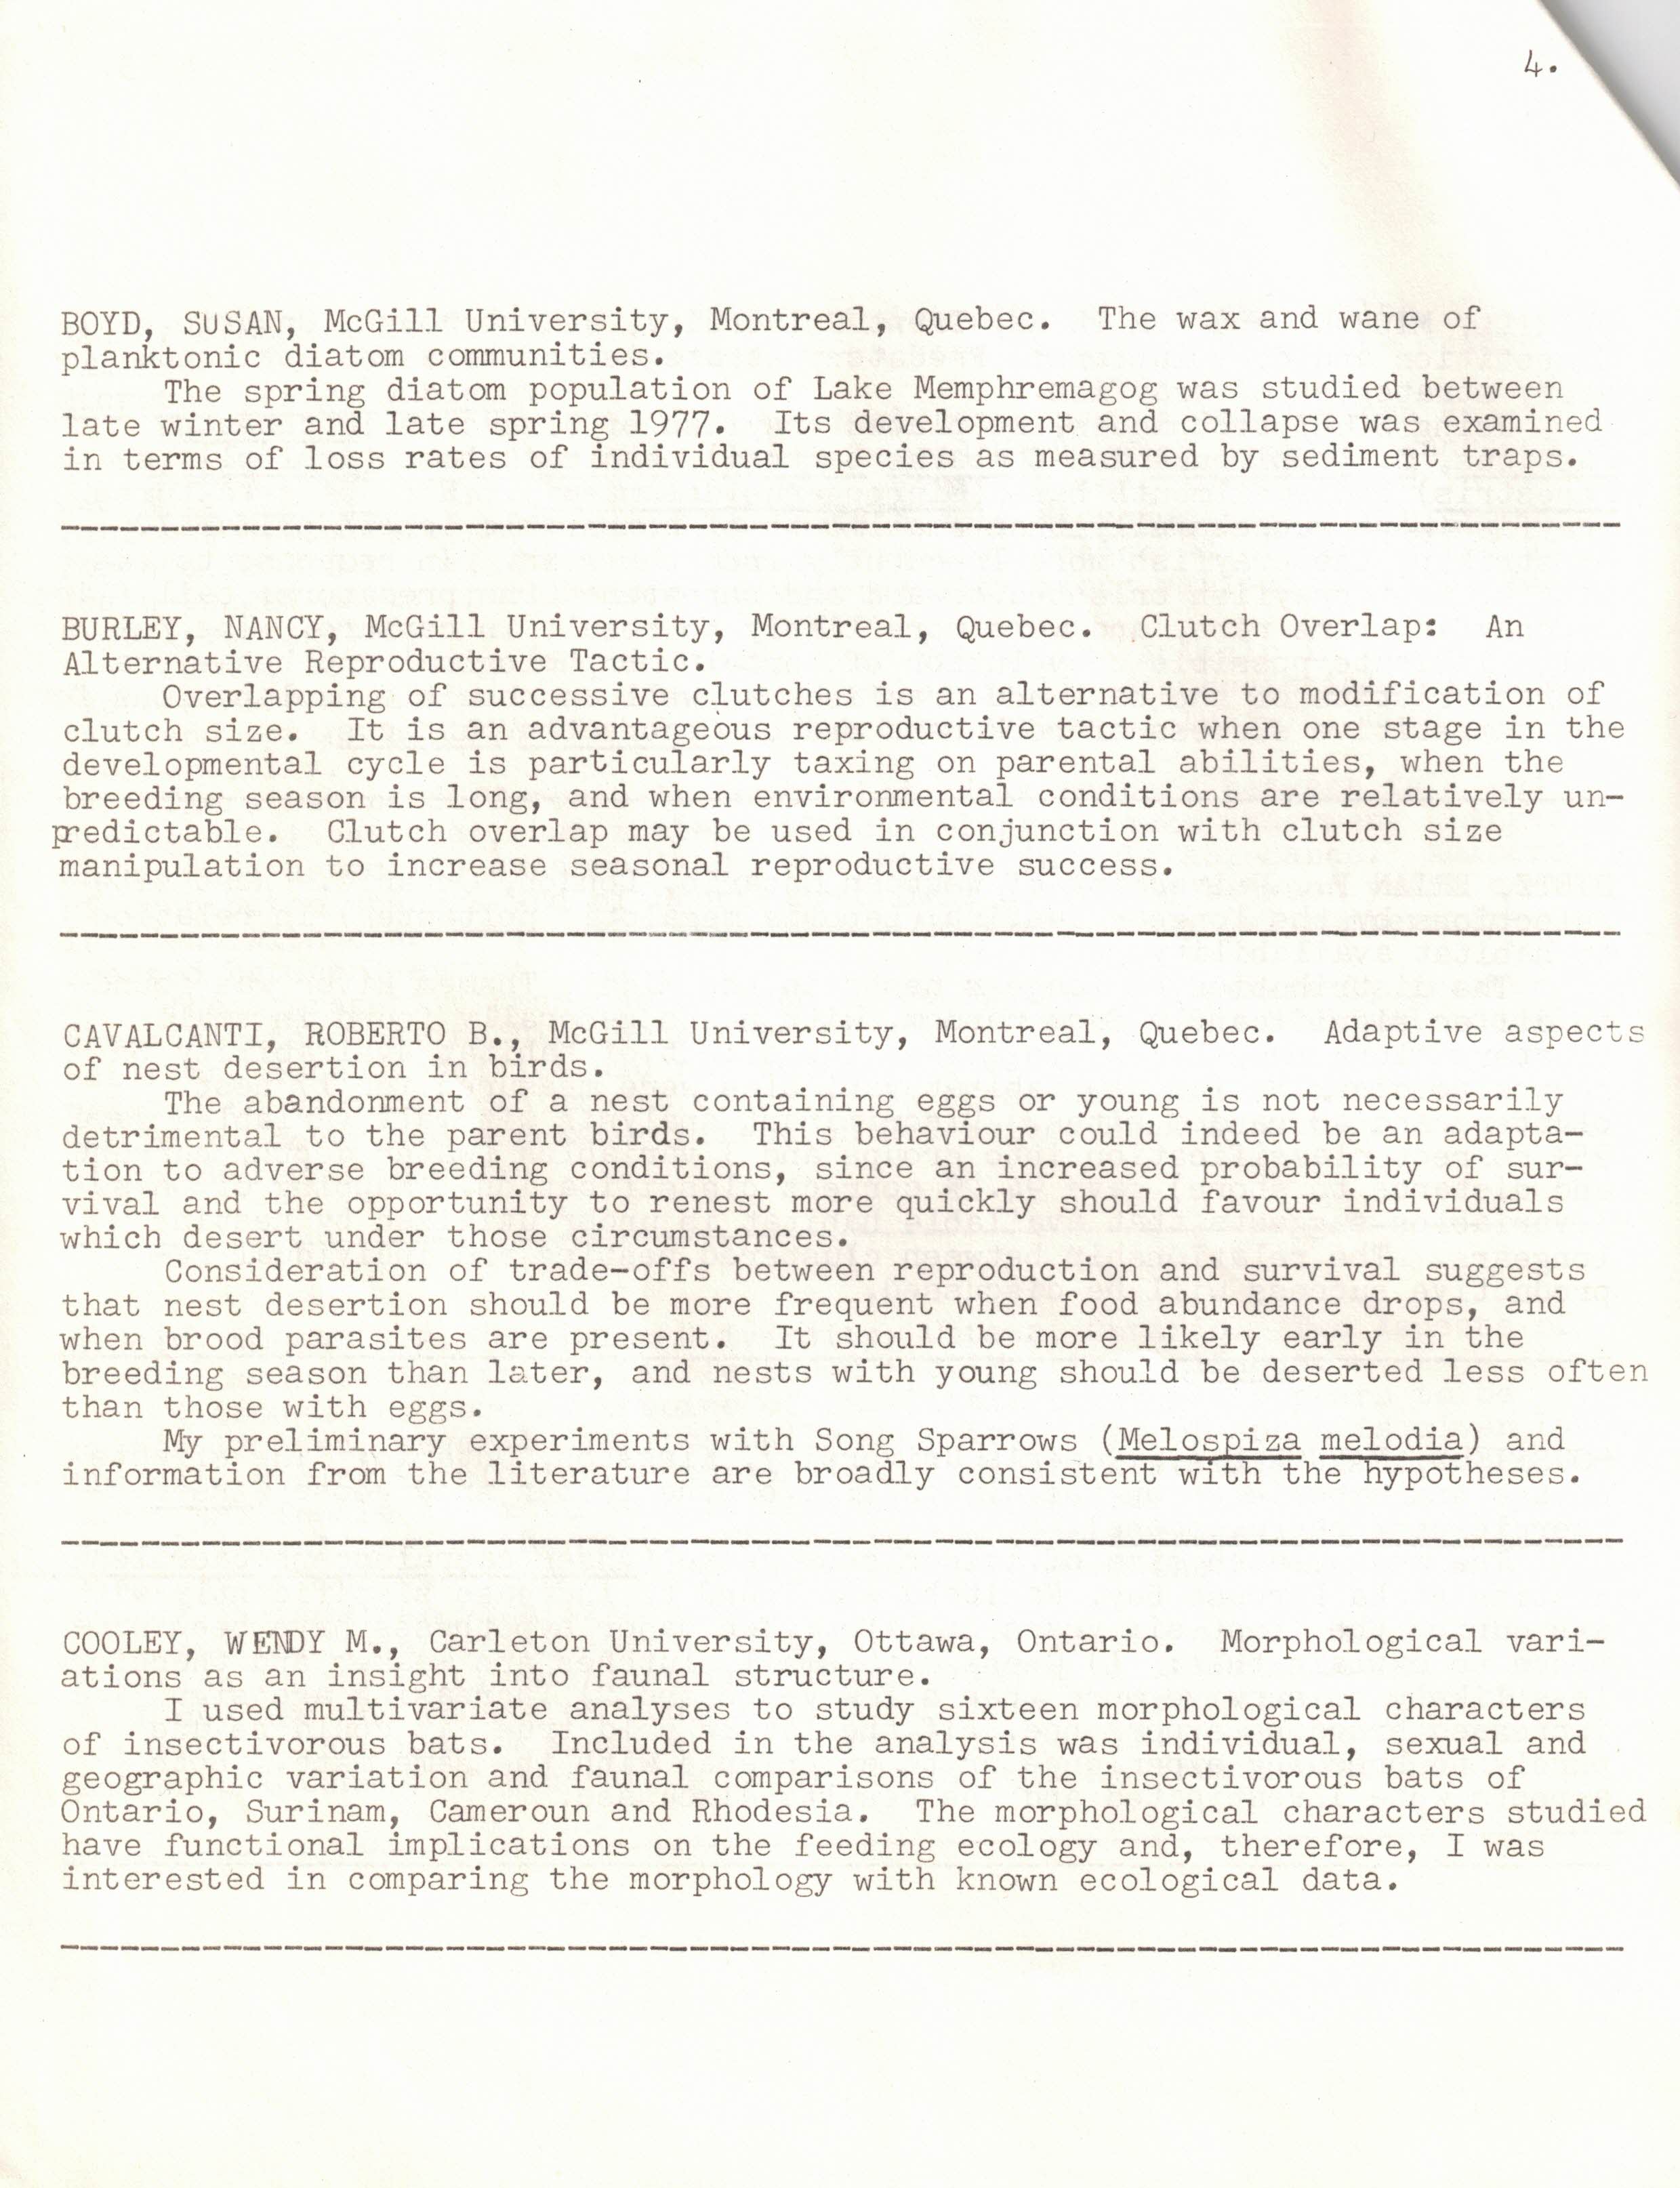 4.
BOYD, SUSAN, McGill University, Montreal, Quebec.  The wax and wane of
planktonic diatom communities.
The spring diatom population of Lake Memphremagog was studied between
late winter and late spring 1977.  Its development and collapse was examined
in terms of loss rates of individual species as measured by sediment traps.
BURLEY, NANCY, McGill University, Montreal, Quebec.  Clutch Overlap:  An
Alternative Reproductive Tactic.
Overlapping of successive clutches is an alternative to modification of
clutch size.  It is an advantageous reproductive tactic when one stage in the
developmental cycle is particularly taxing on parental abilities, when the
breeding season is long, and when environmental conditions are relatively un-
predictable.  Clutch overlap may be used in conjunction with clutch size
manipulation to increase seasonal reproductive success.
CAVALCANTI, ROBERTO B., McGill University, Montreal, Quebec.  Adaptive aspects
of nest desertion in birds.
The abandonment of a nest containing eggs or young is not necessarily
detrimental to the parent birds.  This behaviour could indeed be an adapta-
tion to adverse breeding conditions, since an increased probability of sur-
vival and the opportunity to renest more quickly should favour individuals
which desert under those circumstances.
Consideration of trade-offs between reproduction and survival suggests
that nest desertion should be more frequent when food abundance drops, and
when brood parasites are present.  It should be more likely early in the
breeding season than later, and nests with young should be deserted less often
than those with eggs.
My preliminary experiments with Song Sparrows (Melospiza melodia) and
information from the literature are broadly consistent with the hypotheses.
COOLEY, WENDY M., Carleton University, Ottawa, Ontario.  Morphological vari-
ations as an insight into faunal structure.
I used multivariate analyses to study sixteen morphological characters
of insectivorous bats.  Included in the analysis was individual, sexual and
geographic variation and faunal comparisons of the insectivorous bats of
Ontario, Surinam, Cameroun and Rhodesia.  The morphological characters studied
have functional implications on the feeding ecology and, therefore, I was
interested in comparing the morphology with known ecological data.